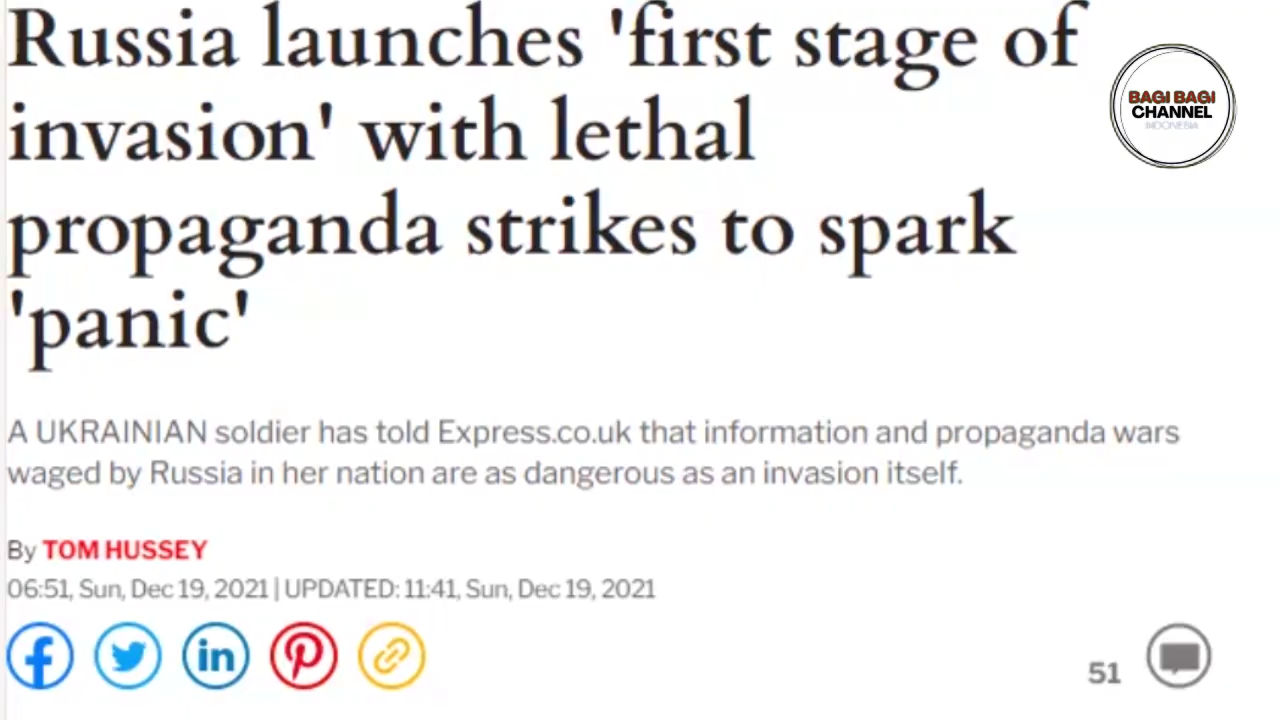 Russia launches 'first stage of
invasion' with lethal
propaganda strikes to spark
'panic'
BAGI BAGI
CHANNEL
INDONESIA
A UKRAINIAN soldier has told Express.co.uk that information and propaganda wars
waged by Russia in her nation are as dangerous as an invasion itself.
By TOM HUSSEY
06:51, Sun, Dec 19, 2021 | UPDATED: 11:41, Sun, Dec 19, 2021
51